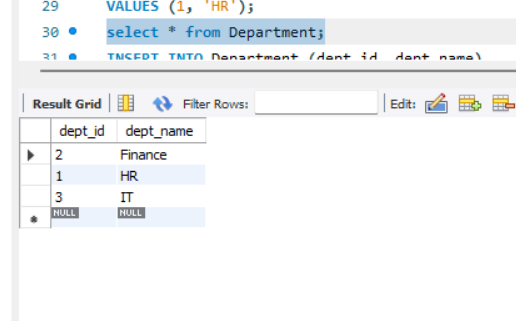 29 VALUES (1, 'HR');
30 select * from Department;
31 INSERT INTO Department (dept_id, dept_name)
Result Grid Filter Rows: Edit:
dept_id dept_name
2 Finance
1 HR
3 IT
NULL NULL